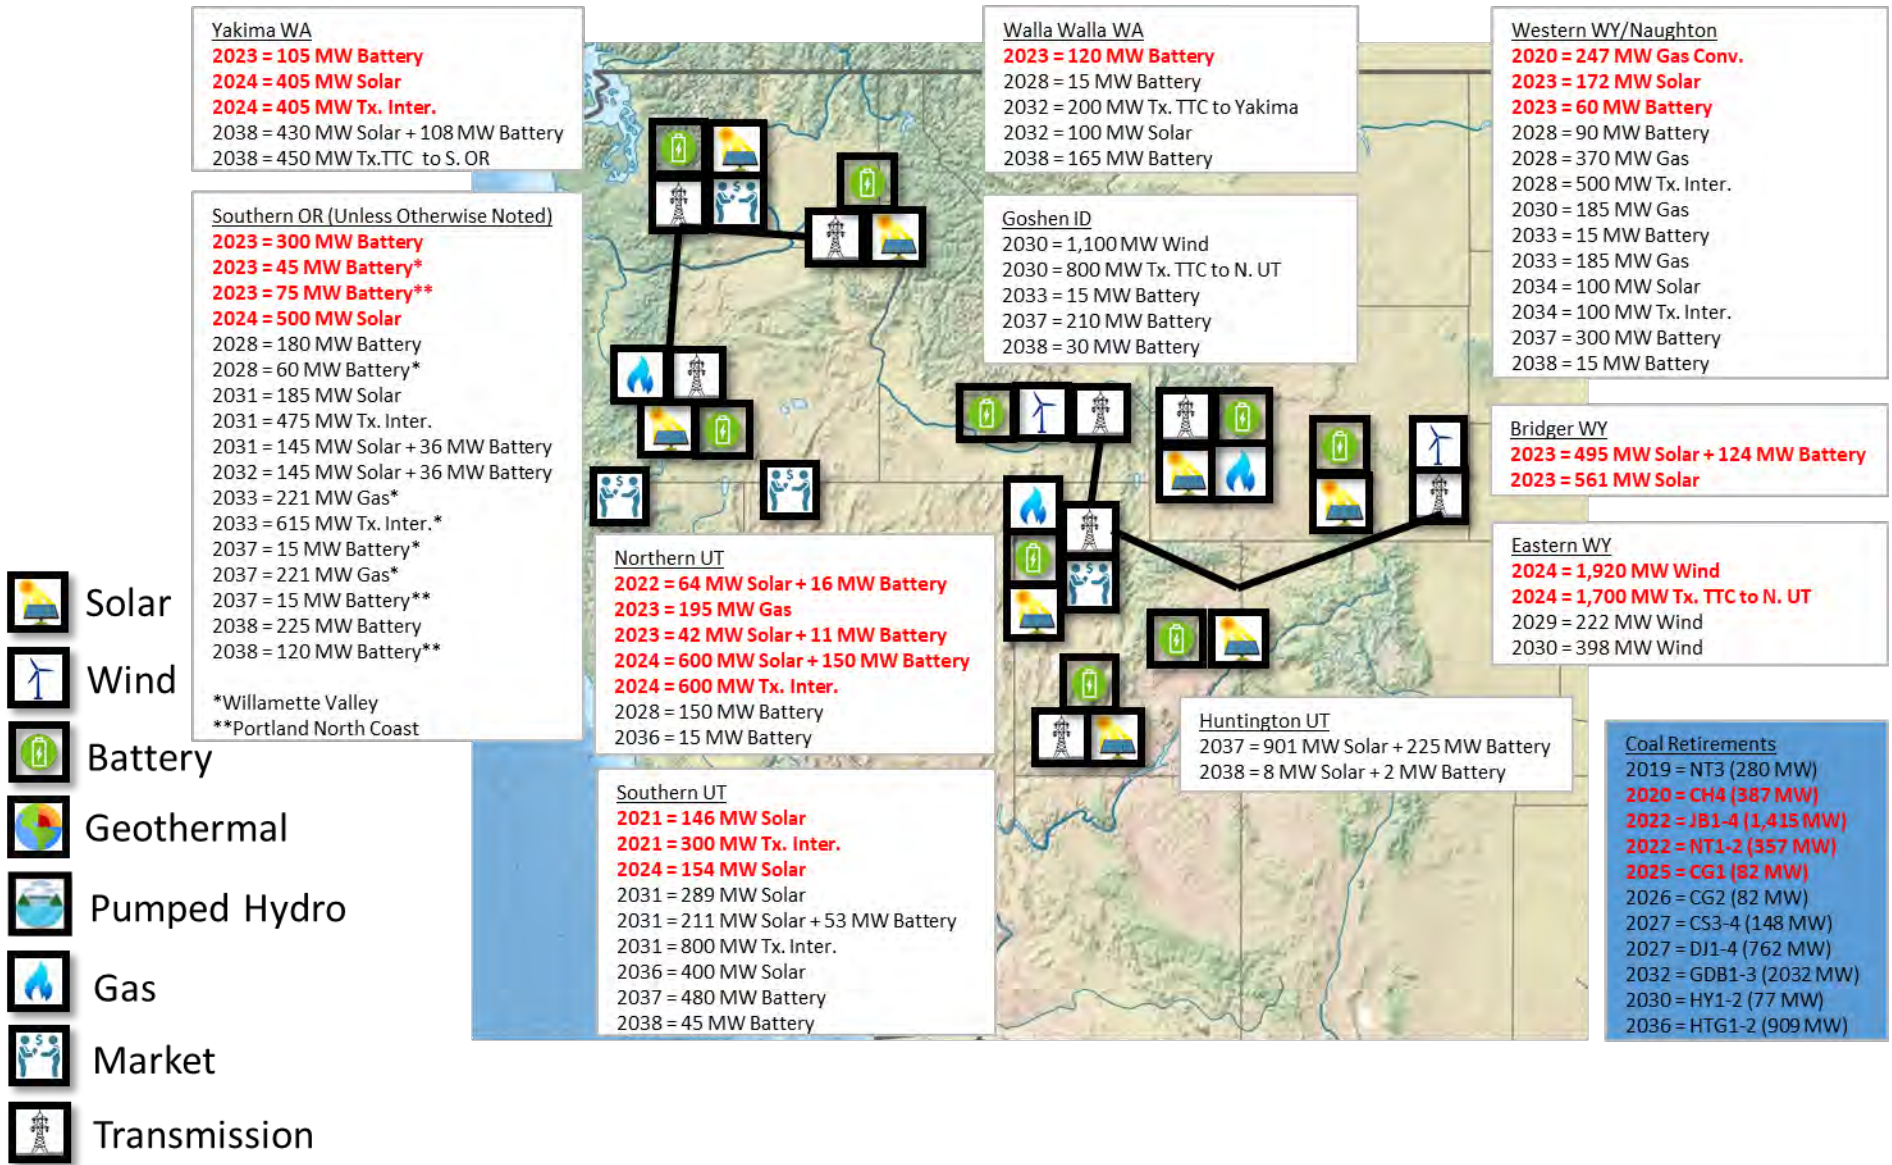 Yakima WA
2023 = 105 MW Battery
2024 = 405 MW Solar
2024 = 405 MW Tx. Inter.
2038 = 430 MW Solar + 108 MW Battery
2038 = 450 MW Tx.TTC to S. OR
Southern OR (Unless Otherwise Noted)
2023 = 300 MW Battery
2023 = 45 MW Battery*
2023 = 75 MW Battery**
2024 = 500 MW Solar
2028 = 180 MW Battery
2028 = 60 MW Battery*
2031 = 185 MW Solar
2031 = 475 MW Tx. Inter.
2031 = 145 MW Solar + 36 MW Battery
2032 = 145 MW Solar + 36 MW Battery
2033 = 221 MW Gas*
2033 = 615 MW Tx. Inter.*
2037 = 15 MW Battery*
2037 = 221 MW Gas*
2037 = 15 MW Battery**
2038 = 225 MW Battery
2038 = 120 MW Battery**
*Willamette Valley
**Portland North Coast
Walla Walla WA
2023 = 120 MW Battery
2028 = 15 MW Battery
2032 = 200 MW Tx. TTC to Yakima
2032 = 100 MW Solar
2038 = 165 MW Battery
Goshen ID
2030 = 1,100 MW Wind
2030 = 800 MW Tx. TTC to N. UT
2033 = 15 MW Battery
2037 = 210 MW Battery
2038 = 30 MW Battery
Western WY/Naughton
2020 = 247 MW Gas Conv.
2023 = 172 MW Solar
2023 = 60 MW Battery
2028 = 90 MW Battery
2028 = 370 MW Gas
2028 = 500 MW Tx. Inter.
2030 = 185 MW Gas
2033 = 15 MW Battery
2033 = 185 MW Gas
2034 = 100 MW Solar
2034 = 100 MW Tx. Inter.
2037 = 300 MW Battery
2038 = 15 MW Battery
Bridger WY
2023 = 495 MW Solar + 124 MW Battery
2023 = 561 MW Solar
Eastern WY
2024 = 1,920 MW Wind
2024 = 1,700 MW Tx. TTC to N. UT
2029 = 222 MW Wind
2030 = 398 MW Wind
Northern UT
2022 = 64 MW Solar + 16 MW Battery
2023 = 195 MW Gas
2023 = 42 MW Solar + 11 MW Battery
2024 = 600 MW Solar + 150 MW Battery
2024 = 600 MW Tx. Inter.
2028 = 150 MW Battery
2036 = 15 MW Battery
Huntington UT
2037 = 901 MW Solar + 225 MW Battery
2038 = 8 MW Solar + 2 MW Battery
Southern UT
2021 = 146 MW Solar
2021 = 300 MW Tx. Inter.
2024 = 154 MW Solar
2031 = 289 MW Solar
2031 = 211 MW Solar + 53 MW Battery
2031 = 800 MW Tx. Inter.
2036 = 400 MW Solar
2037 = 480 MW Battery
2038 = 45 MW Battery
Coal Retirements
2019 = NT3 (280 MW)
2020 = CH4 (387 MW)
2022 = JB1-4 (1,415 MW)
2022 = NT1-2 (357 MW)
2025 = CG1 (82 MW)
2026 = CG2 (82 MW)
2027 = CS3-4 (148 MW)
2027 = DJ1-4 (762 MW)
2032 = GDB1-3 (2032 MW)
2030 = HY1-2 (77 MW)
2036 = HTG1-2 (909 MW)
Solar
Wind
Battery
Geothermal
Pumped Hydro
Gas
Market
Transmission